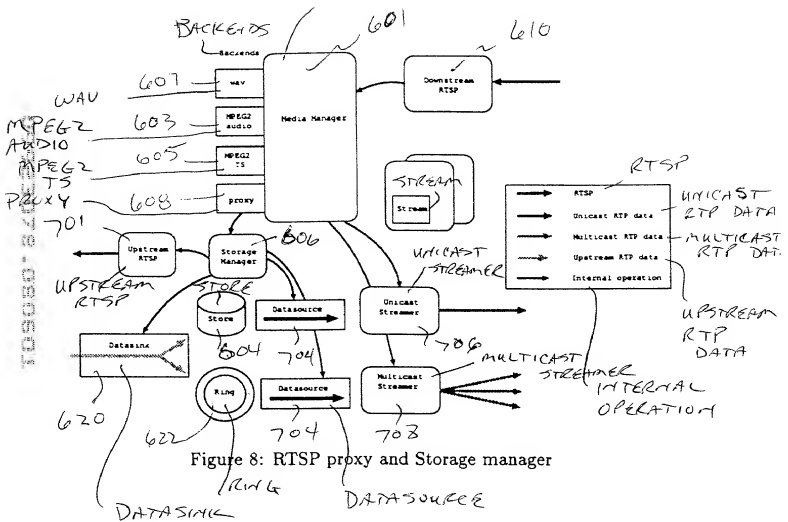 BACKENDS
601
610
Backends
607
wav
WAV
Downstream
RTSP
MPEG2
AUDIO
603
MPEG2
audio
Media Manager
MPEG2
TS
605
MPEG2
TS
PROXY
608
proxy
STREAM
Stream
RTSP
RTSP
Unicast RTP data
UNICAST
RTP DATA
Multicast RTP data
MULTICAST
RTP DAT
Upstream RTP data
Internal operation
UPSTREAM
RTP
DATA
INTERNAL
OPERATION
701
Upstream
RTSP
UPSTREAM
RTSP
Storage
Manager
606
UNICAST
STREAMER
STORE
Store
604
Datasource
704
Unicast
Streamer
706
Datasink
620
MULTICAST
STREAMER
Multicast
Streamer
708
Ring
622
Datasource
704
Figure 8: RTSP proxy and Storage manager
RING
DATASOURCE
DATASINK